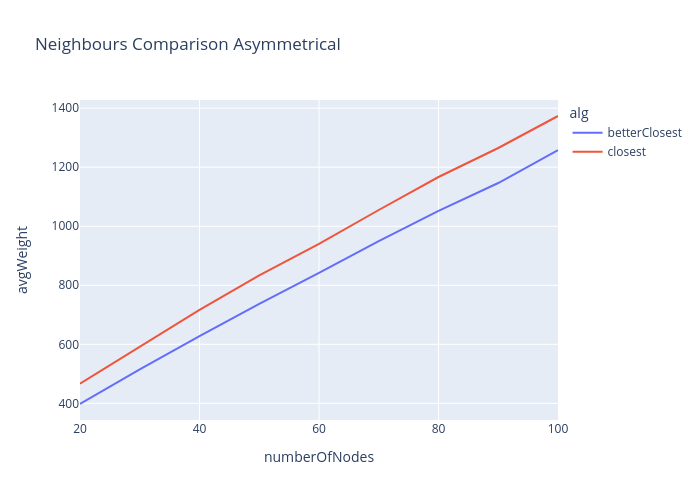 Neighbours Comparison Asymmetrical
alg
betterClosest
closest
avgWeight
1400
1200
1000
800
600
400
20 40 60 80 100
numberOfNodes